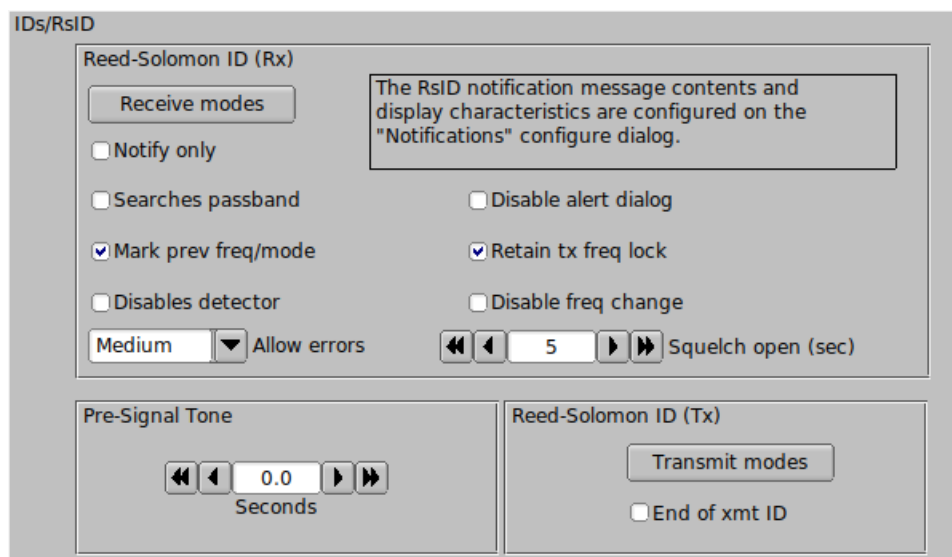 IDs/RsID
Reed-Solomon ID (Rx)
Receive modes
The RsID notification message contents and
display characteristics are configured on the
"Notifications" configure dialog.
Notify only
Searches passband
Disable alert dialog
Mark prev freq/mode
Retain tx freq lock
Disables detector
Disable freq change
Medium
Allow errors
5
Squelch open (sec)
Pre-Signal Tone
0.0
Seconds
Reed-Solomon ID (Tx)
Transmit modes
End of xmt ID